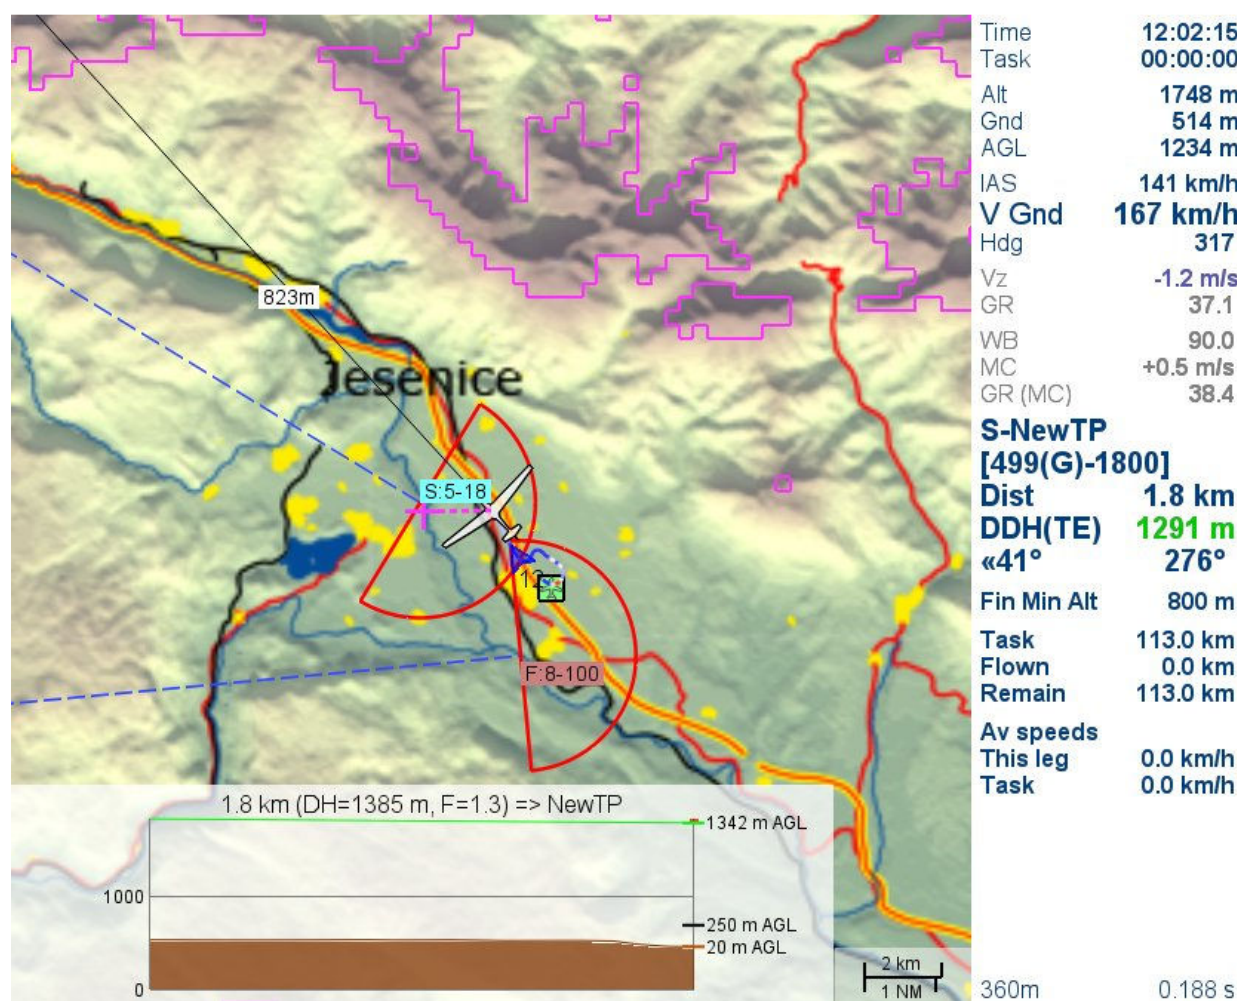 823m
Jesenice
S:5-18
12
F:8-100
1.8 km (DH=1385 m, F=1.3) => NewTP
1342 m AGL
1000
250 m AGL
20 m AGL
0
2 km
1 NM
Time 12:02:15
Task 00:00:00
Alt 1748 m
Gnd 514 m
AGL 1234 m
IAS 141 km/h
V Gnd 167 km/h
Hdg 317
Vz -1.2 m/s
GR 37.1
WB 90.0
MC +0.5 m/s
GR (MC) 38.4
S-NewTP
[499(G)-1800]
Dist 1.8 km
DDH(TE) 1291 m
«41° 276°
Fin Min Alt 800 m
Task 113.0 km
Flown 0.0 km
Remain 113.0 km
Av speeds
This leg 0.0 km/h
Task 0.0 km/h
360m 0.188 s